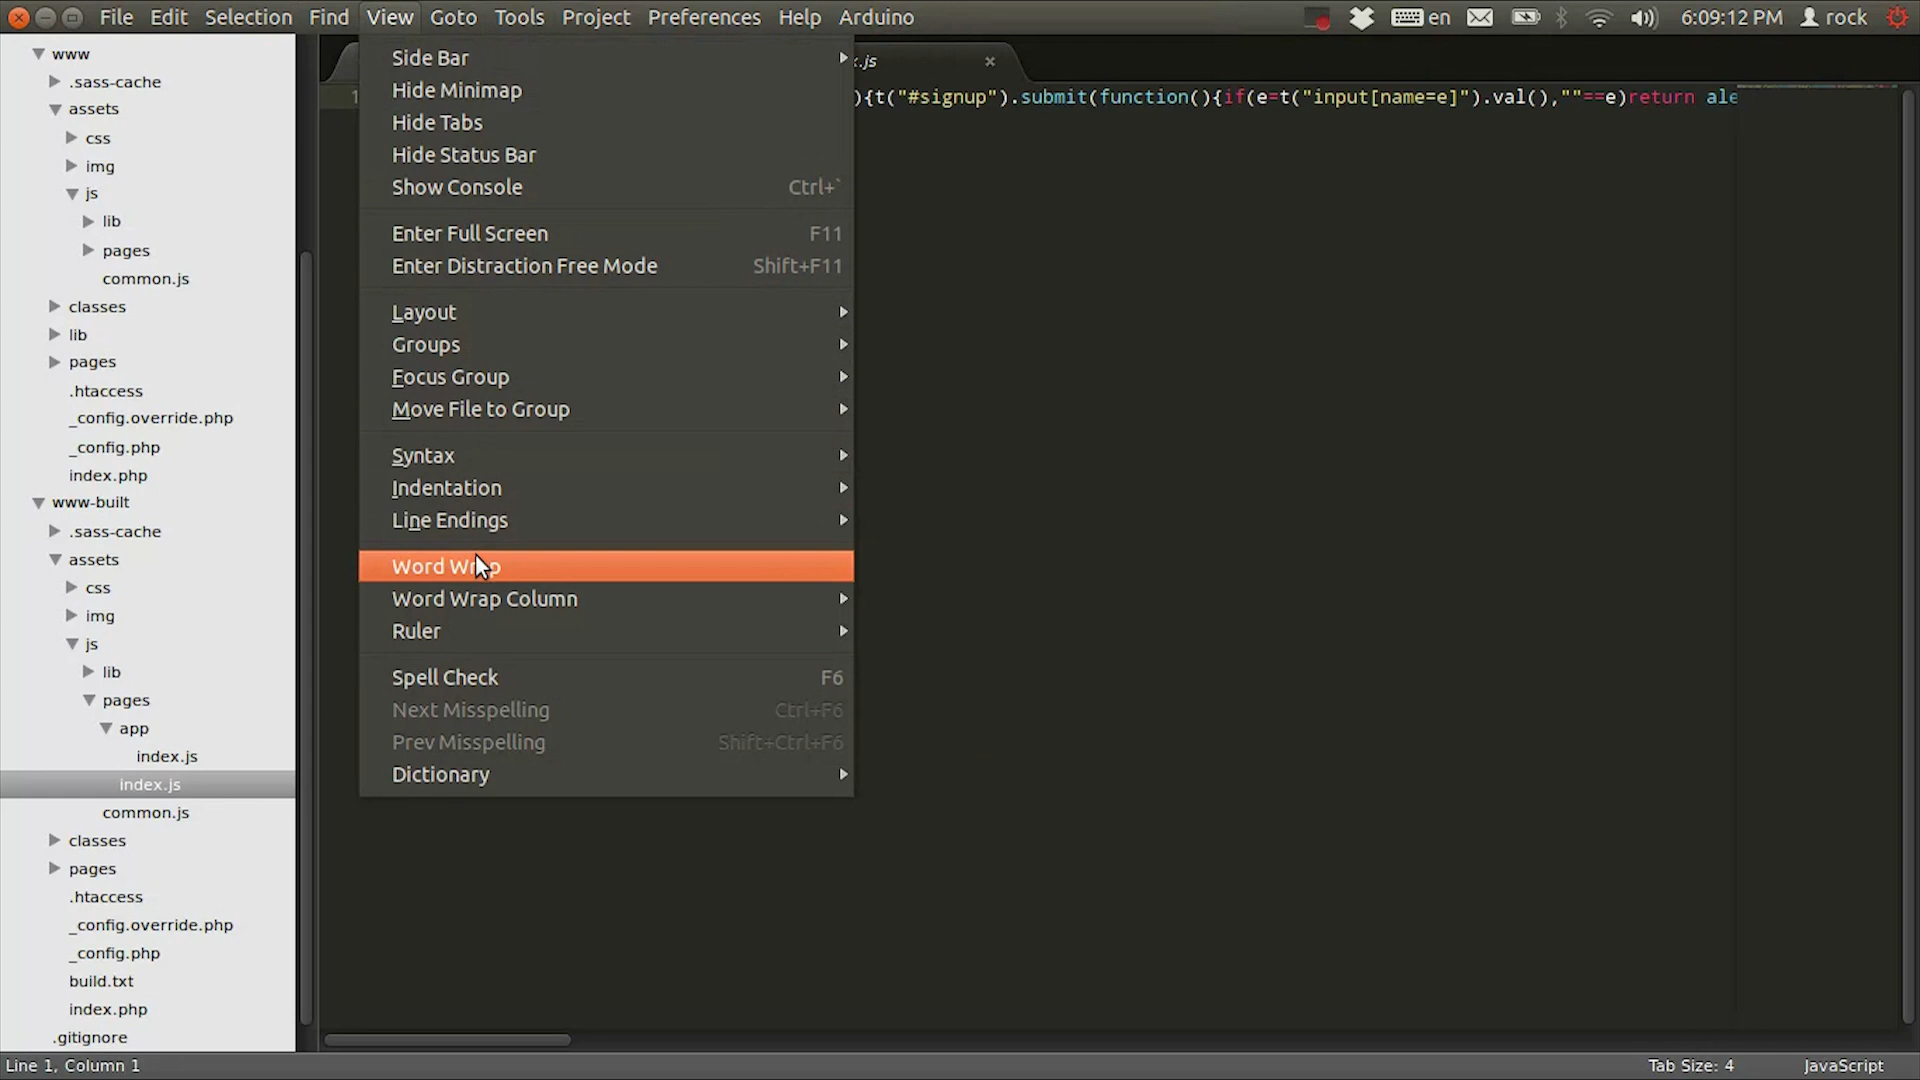 File Edit Selection Find View Goto Tools Project Preferences Help Arduino en 6:09:12 PM rock
www
.sass-cache
assets
css
img
js
lib
pages
common.js
classes
lib
pages
.htaccess
_config.override.php
_config.php
index.php
www-built
.sass-cache
assets
css
img
js
lib
pages
app
index.js
index.js
common.js
classes
pages
.htaccess
_config.override.php
_config.php
build.txt
index.php
.gitignore
Side Bar
Hide Minimap
Hide Tabs
Hide Status Bar
Show Console Ctrl+`
Enter Full Screen F11
Enter Distraction Free Mode Shift+F11
Layout
Groups
Focus Group
Move File to Group
Syntax
Indentation
Line Endings
Word Wrap
Word Wrap Column
Ruler
Spell Check F6
Next Misspelling Ctrl+F6
Prev Misspelling Shift+Ctrl+F6
Dictionary
x.js
1 ){t("#signup").submit(function(){if(e=t("input[name=e]").val(),""==e)return ale
Line 1, Column 1 Tab Size: 4 JavaScript